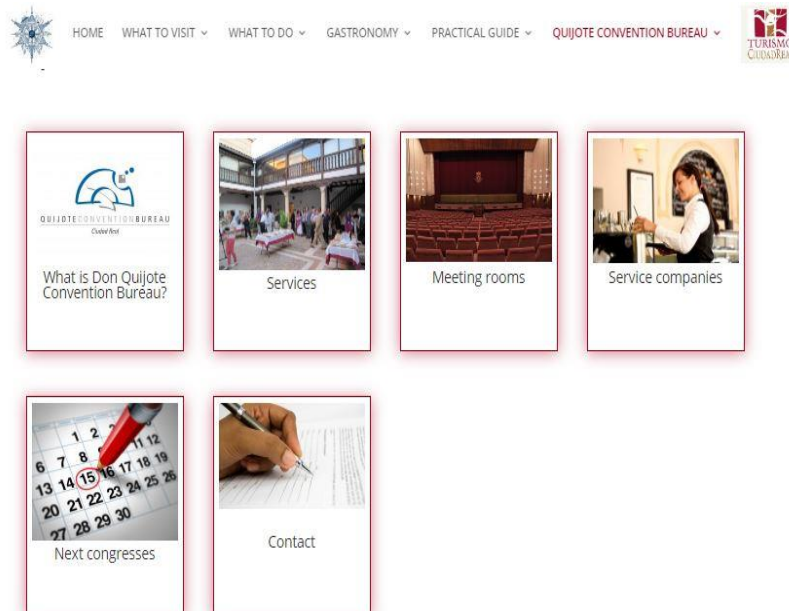 HOME WHAT TO VISIT WHAT TO DO GASTRONOMY PRACTICAL GUIDE QUIJOTE CONVENTION BUREAU
TURISMO
CIUDAD REAL
QUIJOTECONVENTIONBUREAU
Ciudad Real
What is Don Quijote
Convention Bureau?
Services
Meeting rooms
Service companies
1 2
6 7 8 11 12
13 14 15 16 17 18 19
20 21 22 23 24 25 26
27 28 29 30
Next congresses
Contact